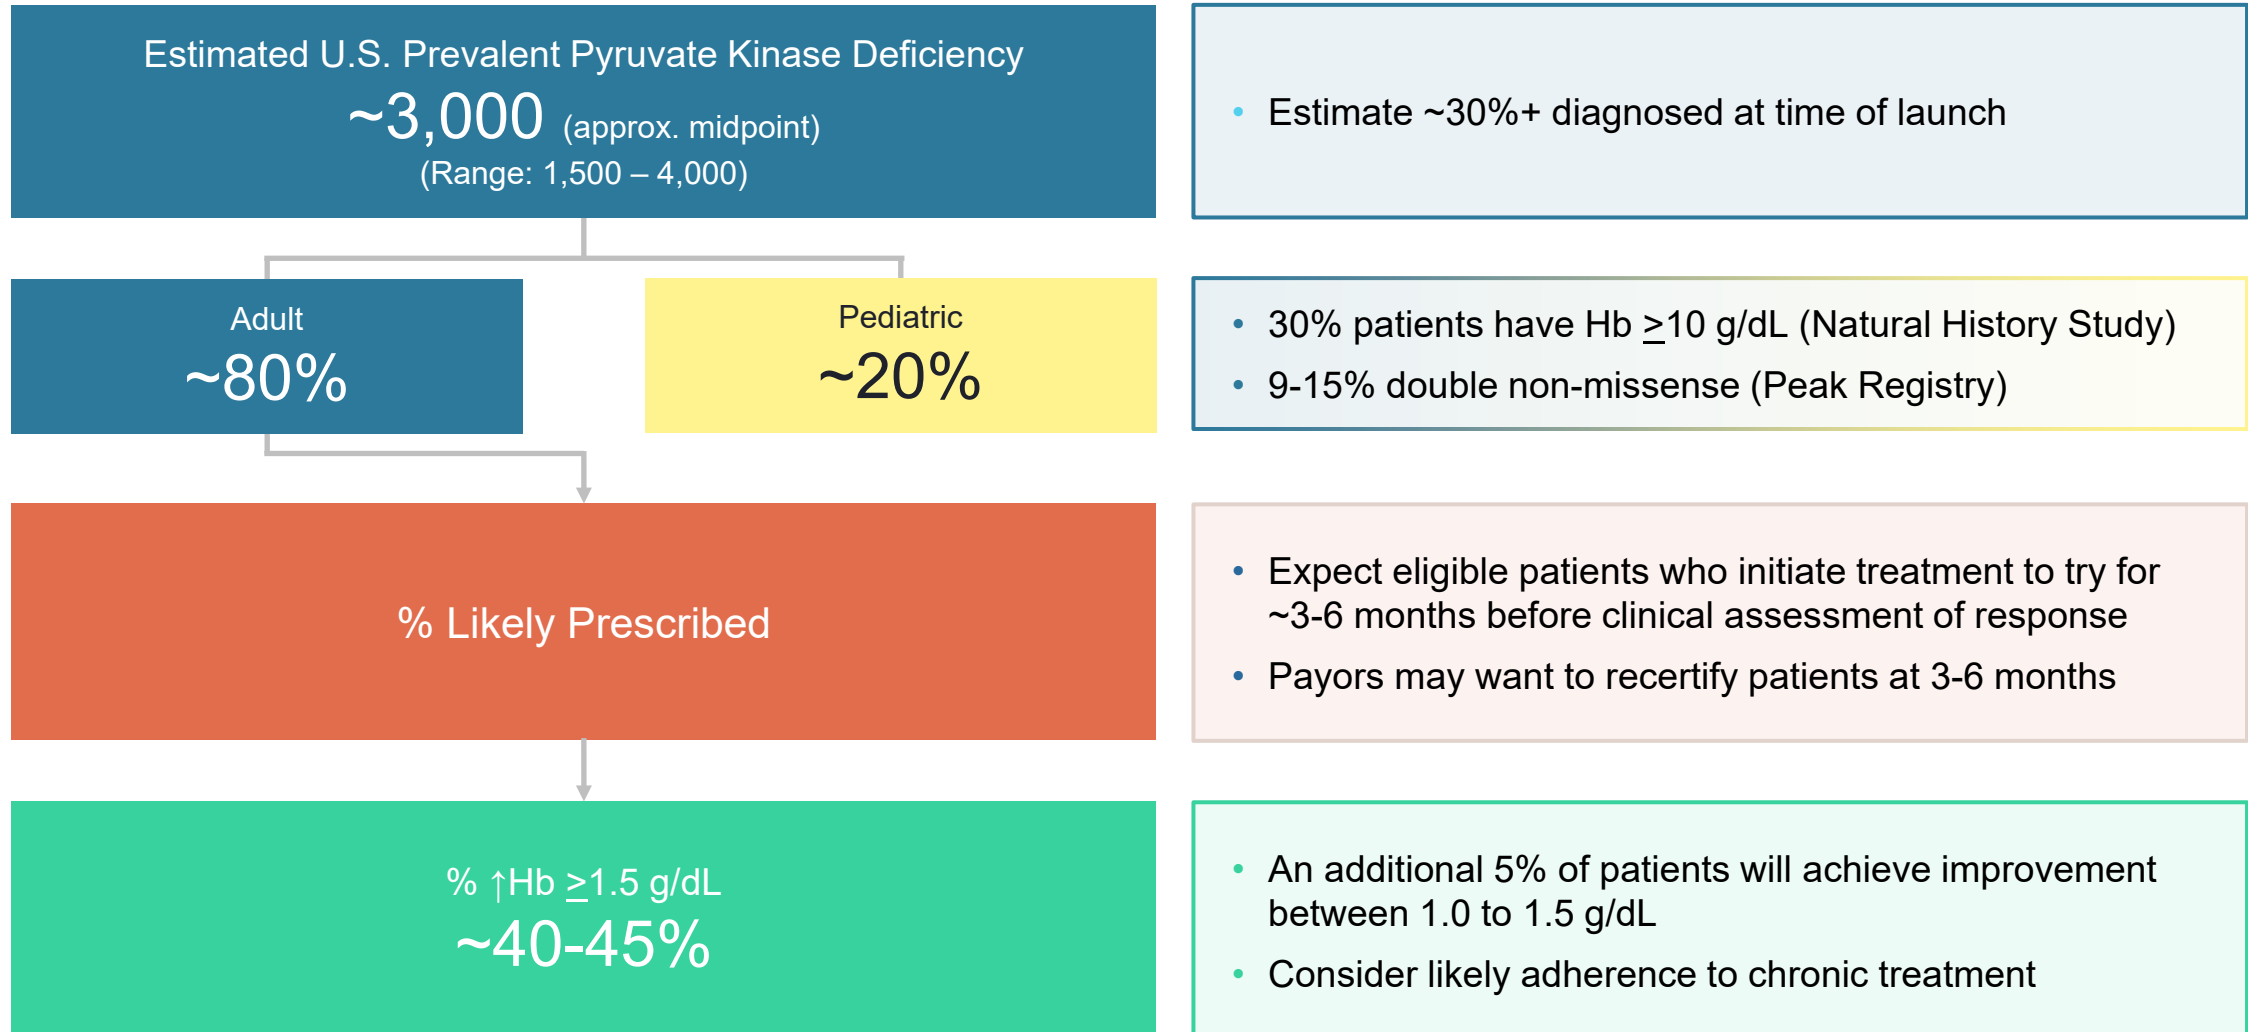 Estimated U.S. Prevalent Pyruvate Kinase Deficiency
~3,000 (approx. midpoint)
(Range: 1,500 – 4,000)
• Estimate ~30%+ diagnosed at time of launch
Adult
~80%
Pediatric
~20%
• 30% patients have Hb ≥10 g/dL (Natural History Study)
• 9-15% double non-missense (Peak Registry)
% Likely Prescribed
• Expect eligible patients who initiate treatment to try for
~3-6 months before clinical assessment of response
• Payors may want to recertify patients at 3-6 months
% ↑Hb ≥1.5 g/dL
~40-45%
• An additional 5% of patients will achieve improvement
between 1.0 to 1.5 g/dL
• Consider likely adherence to chronic treatment